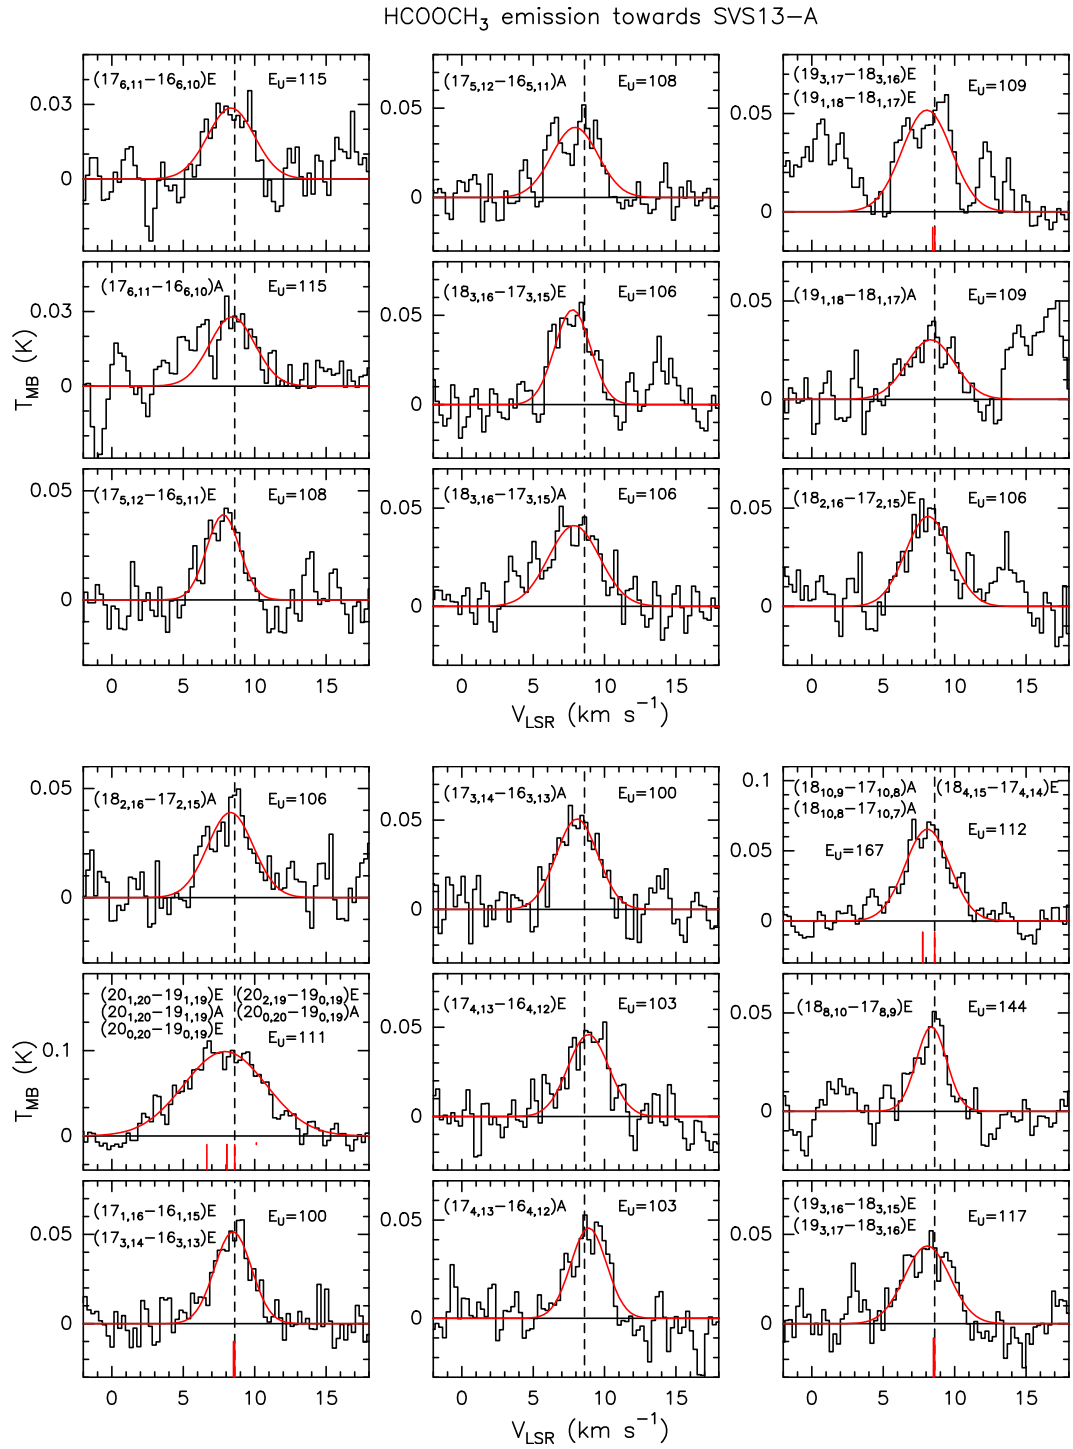 HCOOCH3 emission towards SVS13−A
(176,11−166,10)E EU=115
0.03
0
(175,12−165,11)A EU=108
0.05
0
(193,17−183,16)E
(191,18−181,17)E EU=109
0.05
0
(176,11−166,10)A EU=115
0.03
0
(183,16−173,15)E EU=106
0.05
0
(191,18−181,17)A EU=109
0.05
0
TMB (K)
(175,12−165,11)E EU=108
0.05
0
(183,16−173,15)A EU=106
0.05
0
(182,16−172,15)E EU=106
0.05
0
0 5 10 15
0 5 10 15
0 5 10 15
VLSR (km s−1)
(182,16−172,15)A EU=106
0.05
0
(173,14−163,13)A EU=100
0.05
0
(1810,9−1710,8)A (184,15−174,14)E
(1810,8−1710,7)A
EU=112
EU=167
0.1
0.05
0
(201,20−191,19)E (202,19−190,19)E
(201,20−191,19)A (200,20−190,19)A
(200,20−190,19)E EU=111
0.1
0
(174,13−164,12)E EU=103
0.05
0
(188,10−178,9)E EU=144
0.05
0
TMB (K)
(171,16−161,15)E EU=100
(173,14−163,13)E
0.05
0
(174,13−164,12)A EU=103
0.05
0
(193,16−183,15)E
(193,17−183,16)E EU=117
0.05
0
0 5 10 15
0 5 10 15
0 5 10 15
VLSR (km s−1)